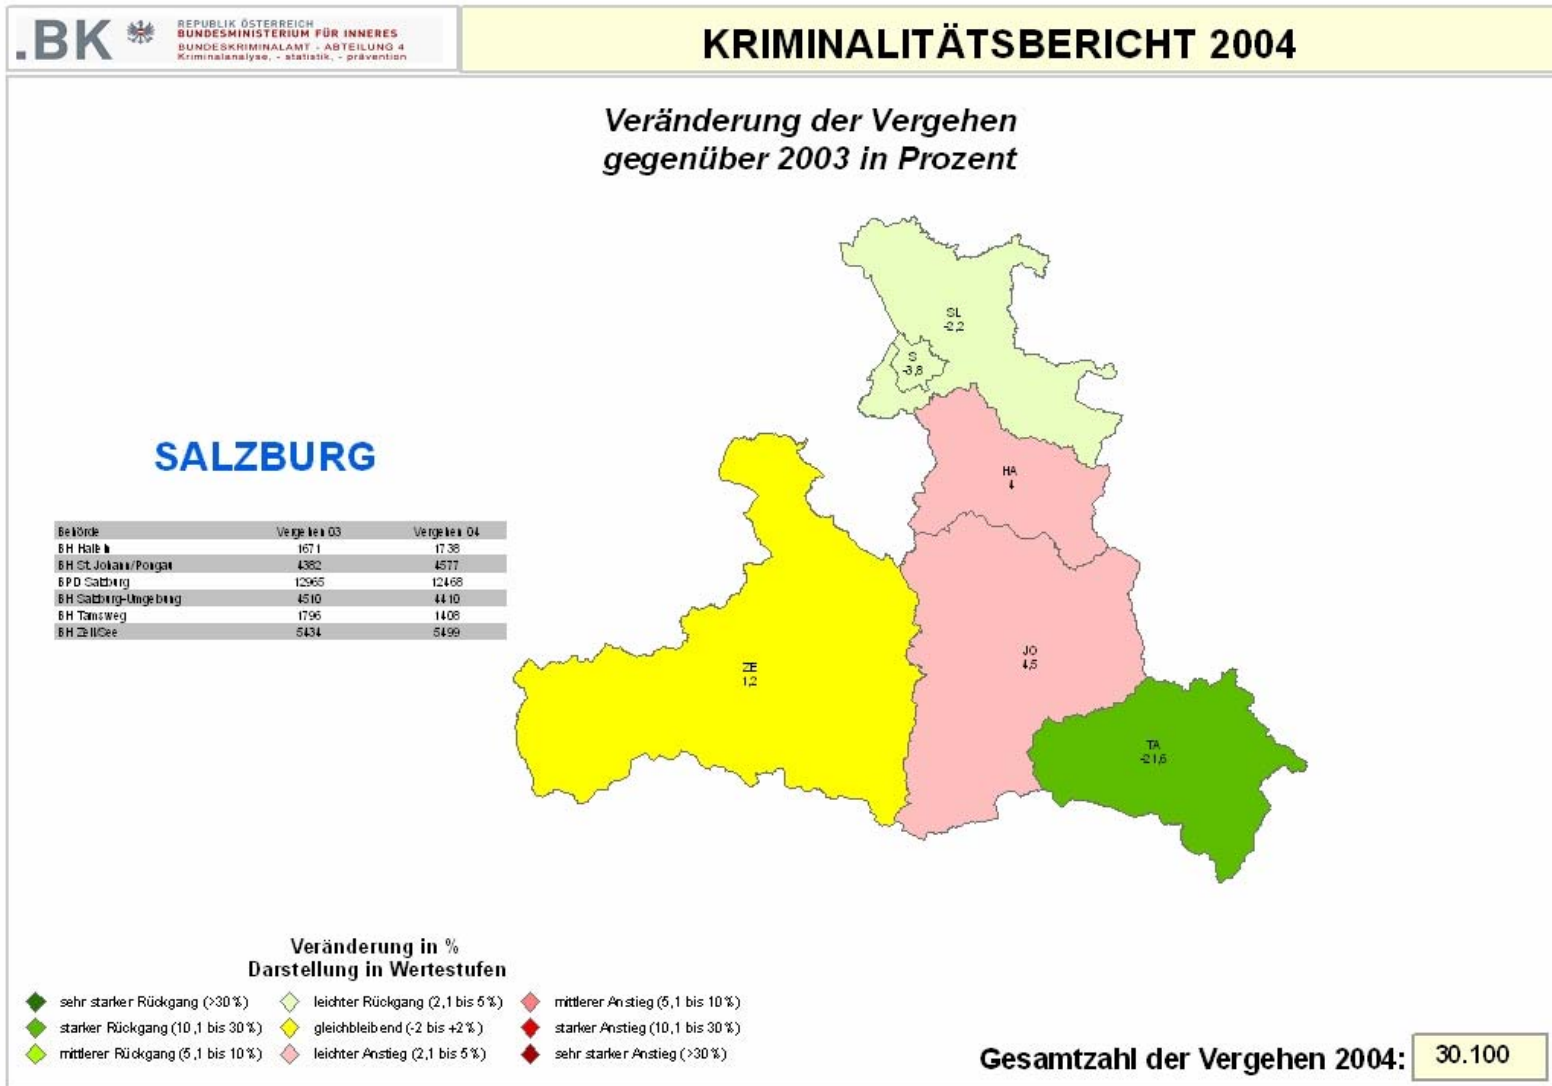 .BK
REPUBLIK ÖSTERREICH
BUNDESMINISTERIUM FÜR INNERES
BUNDESKRIMINALAMT - ABTEILUNG 4
Kriminalanalyse, - statistik, - prävention
KRIMINALITÄTSBERICHT 2004
Veränderung der Vergehen
gegenüber 2003 in Prozent
SL
-2,2
S
-3,8
HA
4
SALZBURG
Behörde Vergehen 03 Vergehen 04
BH Hallein 1671 1738
BH St. Johann/Pongau 4382 4577
BPD Salzburg 12965 12468
BH Salzburg-Umgebung 4510 4410
BH Tamsweg 1796 1408
BH Zell/See 5434 5499
JO
4,5
ZE
1,2
TA
-21,6
Veränderung in %
Darstellung in Wertestufen
sehr starker Rückgang (>30%) leichter Rückgang (2,1 bis 5%) mittlerer Anstieg (5,1 bis 10%)
starker Rückgang (10,1 bis 30%) gleichbleibend (-2 bis +2%) starker Anstieg (10,1 bis 30%)
mittlerer Rückgang (5,1 bis 10%) leichter Anstieg (2,1 bis 5%) sehr starker Anstieg (>30%)
Gesamtzahl der Vergehen 2004: 30.100